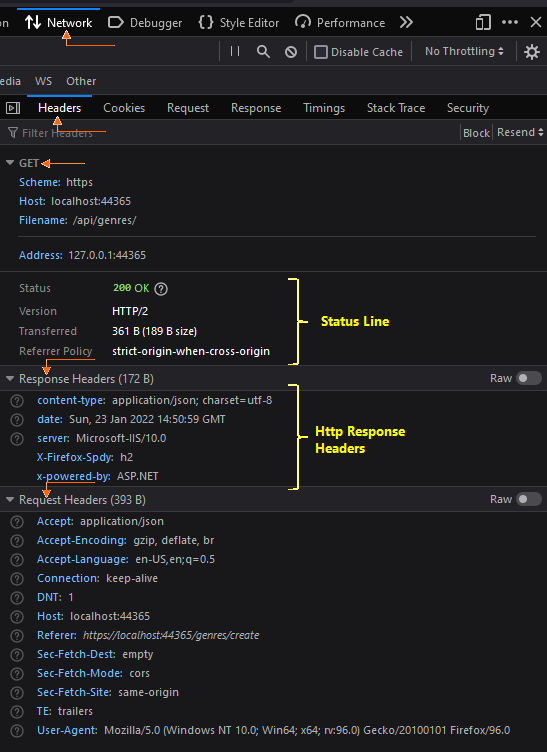 on Network Debugger {} Style Editor Performance
Disable Cache No Throttling
edia WS Other
Headers Cookies Request Response Timings Stack Trace Security
Filter Headers Block Resend
GET
Scheme: https
Host: localhost:44365
Filename: /api/genres/
Address: 127.0.0.1:44365
Status 200 OK ?
Version HTTP/2
Transferred 361 B (189 B size)
Referrer Policy strict-origin-when-cross-origin
Status Line
Response Headers (172 B) Raw
? content-type: application/json; charset=utf-8
? date: Sun, 23 Jan 2022 14:50:59 GMT
? server: Microsoft-IIS/10.0
X-Firefox-Spdy: h2
x-powered-by: ASP.NET
Http Response
Headers
Request Headers (393 B) Raw
? Accept: application/json
? Accept-Encoding: gzip, deflate, br
? Accept-Language: en-US,en;q=0.5
? Connection: keep-alive
? DNT: 1
? Host: localhost:44365
? Referer: https://localhost:44365/genres/create
? Sec-Fetch-Dest: empty
? Sec-Fetch-Mode: cors
? Sec-Fetch-Site: same-origin
? TE: trailers
? User-Agent: Mozilla/5.0 (Windows NT 10.0; Win64; x64; rv:96.0) Gecko/20100101 Firefox/96.0